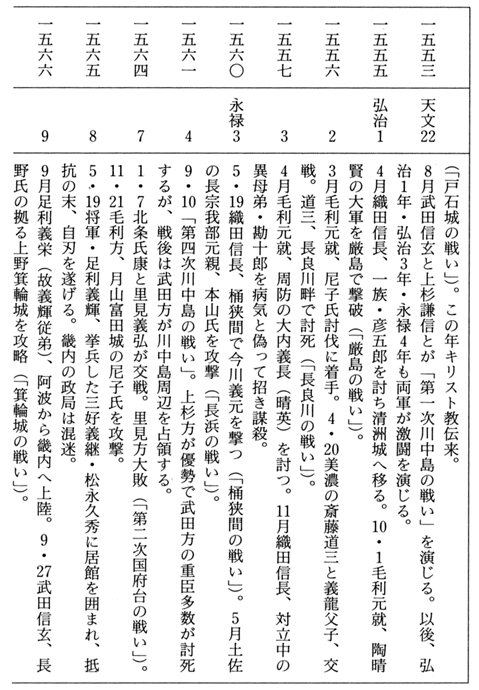 (「戸石城の戦い」)。この年キリスト教伝来。
一五五三 天文22 8月武田信玄と上杉謙信とが「第一次川中島の戦い」を演じる。以後、弘
治1年・弘治3年・永禄4年も両軍が激闘を演じる。
一五五五 弘治1 4月織田信長、一族・彦五郎を討ち清洲城へ移る。10・1毛利元就、陶晴
賢の大軍を厳島で撃破(「厳島の戦い」)。
一五五六 2 3月毛利元就、尼子氏討伐に着手。4・20美濃の斎藤道三と義龍父子、交
戦。道三、長良川畔で討死(「長良川の戦い」)。
一五五七 3 4月毛利元就、周防の大内義長(晴英)を討つ。11月織田信長、対立中の
異母弟・勘十郎を病気と偽って招き謀殺。
一五六〇 永禄3 5・19織田信長、桶狭間で今川義元を撃つ(「桶狭間の戦い」)。5月土佐
の長宗我部元親、本山氏を攻撃(「長浜の戦い」)。
一五六一 4 9・10「第四次川中島の戦い」。上杉方が優勢で武田方の重臣多数が討死
するが、戦後は武田方が川中島周辺を占領する。
一五六四 7 1・7北条氏康と里見義弘が交戦。里見方大敗(「第二次国府台の戦い」)。
11・21毛利方、月山富田城の尼子氏を攻撃。
一五六五 8 5・19将軍・足利義輝、挙兵した三好義継・松永久秀に居館を囲まれ、抵
抗の末、自刃を遂げる。畿内の政局は混迷。
一五六六 9 9月足利義栄(故義輝従弟)、阿波から畿内へ上陸。9・27武田信玄、長
野氏の拠る上野箕輪城を攻略(「箕輪城の戦い」)。